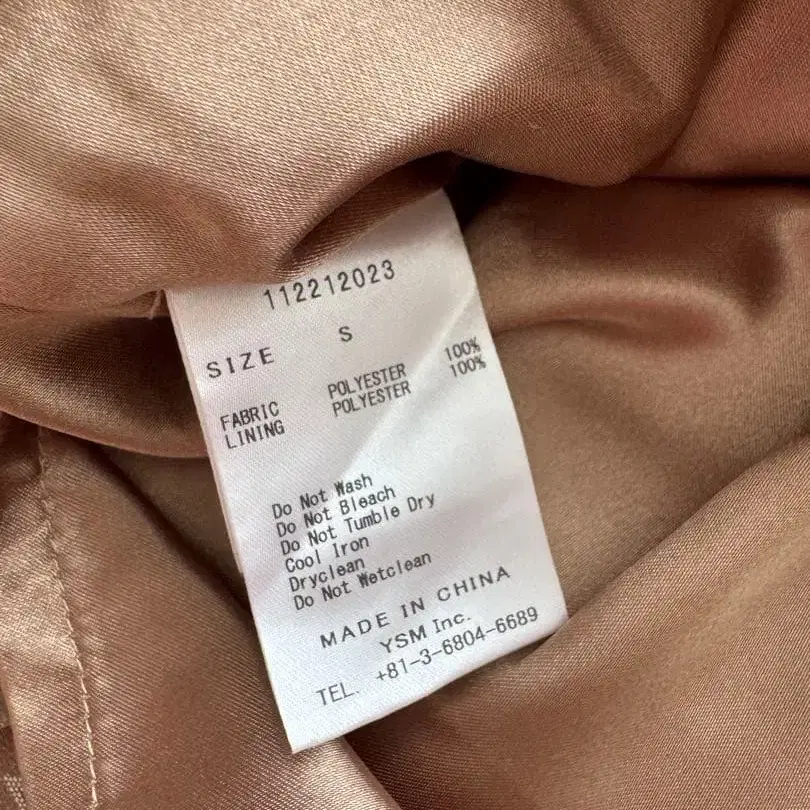 112212023
SIZE S
FABRIC POLYESTER 100%
LINING POLYESTER 100%
Do Not Wash
Do Not Bleach
Do Not Tumble Dry
Cool Iron
Dryclean
Do Not Wetclean
MADE IN CHINA
YSM Inc.
TEL. +81-3-6804-6689